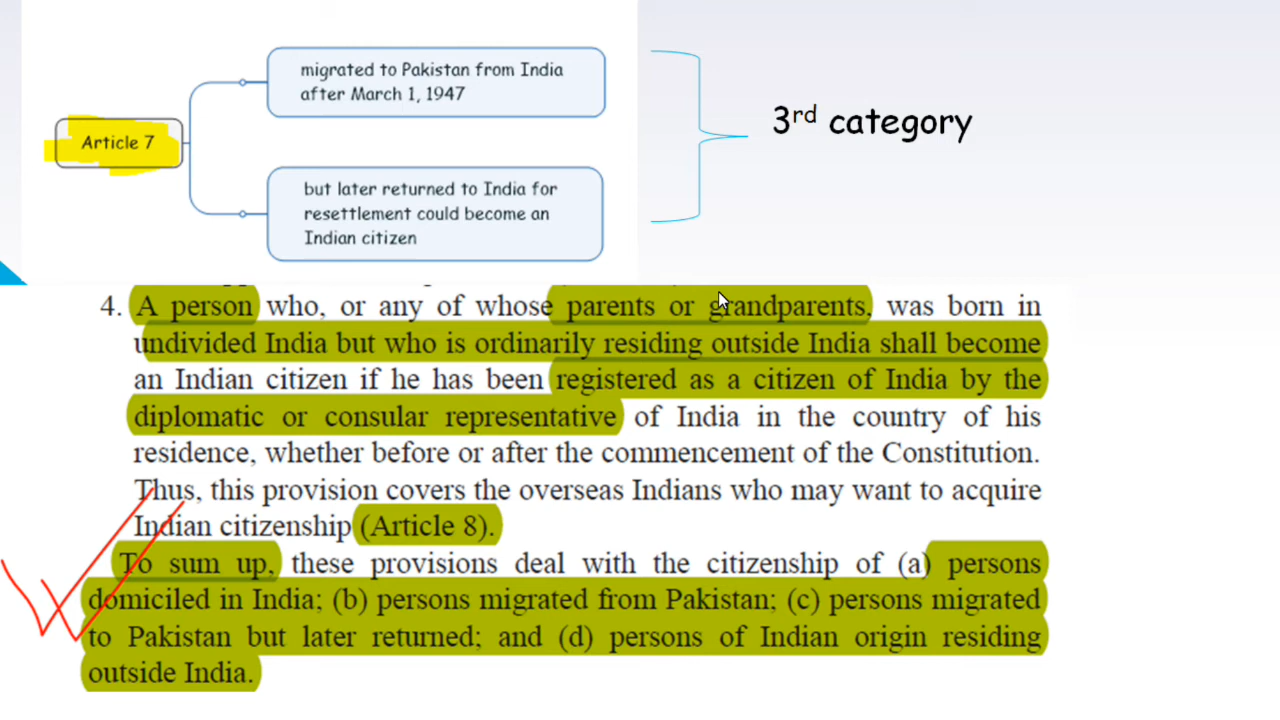 migrated to Pakistan from India
after March 1, 1947
Article 7
3rd category
but later returned to India for
resettlement could become an
Indian citizen
4. A person who, or any of whose parents or grandparents, was born in
undivided India but who is ordinarily residing outside India shall become
an Indian citizen if he has been registered as a citizen of India by the
diplomatic or consular representative of India in the country of his
residence, whether before or after the commencement of the Constitution.
Thus, this provision covers the overseas Indians who may want to acquire
Indian citizenship (Article 8).
To sum up, these provisions deal with the citizenship of (a) persons
domiciled in India; (b) persons migrated from Pakistan; (c) persons migrated
to Pakistan but later returned; and (d) persons of Indian origin residing
outside India.